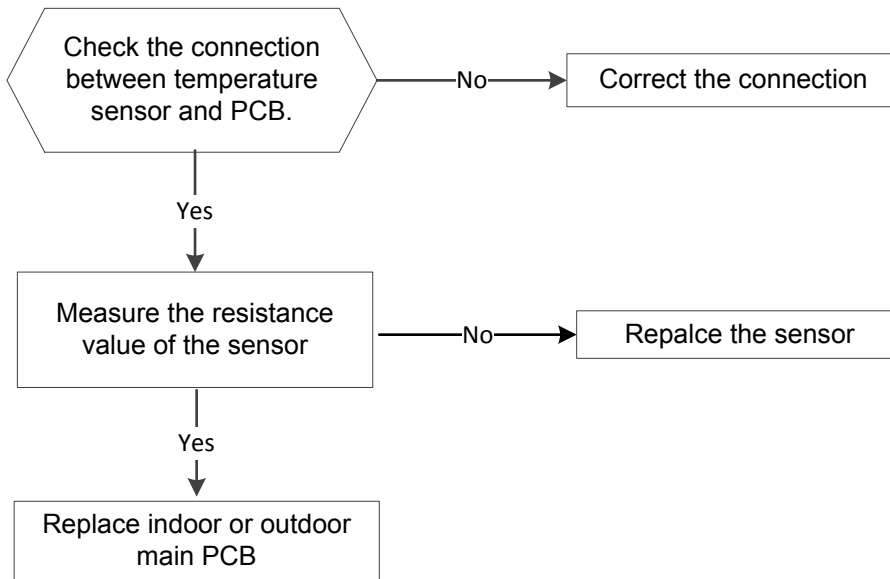 Check the connection
between temperature
sensor and PCB.
No
Correct the connection
Yes
Measure the resistance
value of the sensor
No
Repalce the sensor
Yes
Replace indoor or outdoor
main PCB